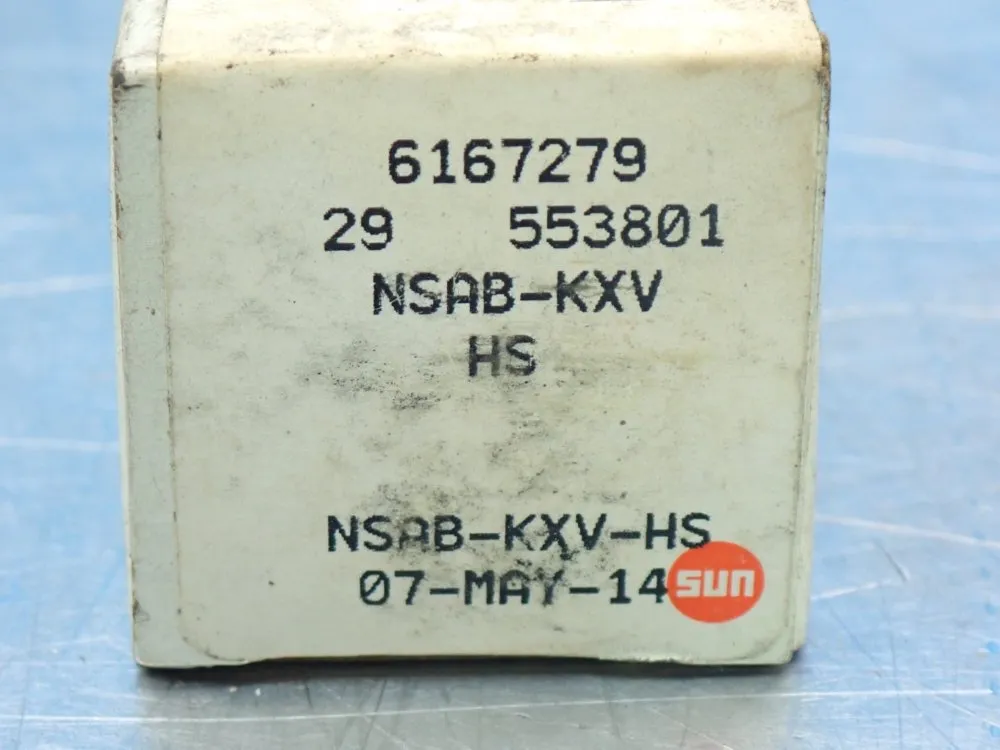 6167279
29 553801
NSAB-KXV
HS
NSAB-KXV-HS
07-MAY-14
sun